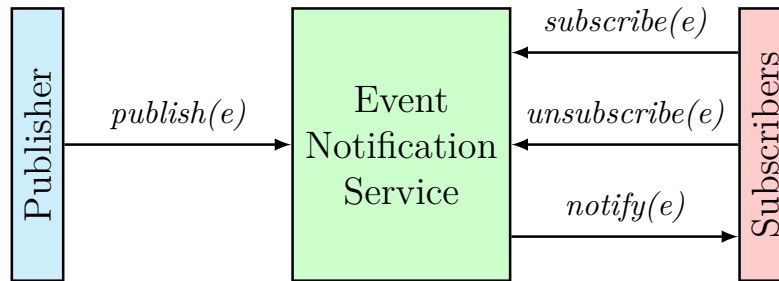 Publisher
publish(e)
Event
Notification
Service
subscribe(e)
unsubscribe(e)
notify(e)
Subscribers